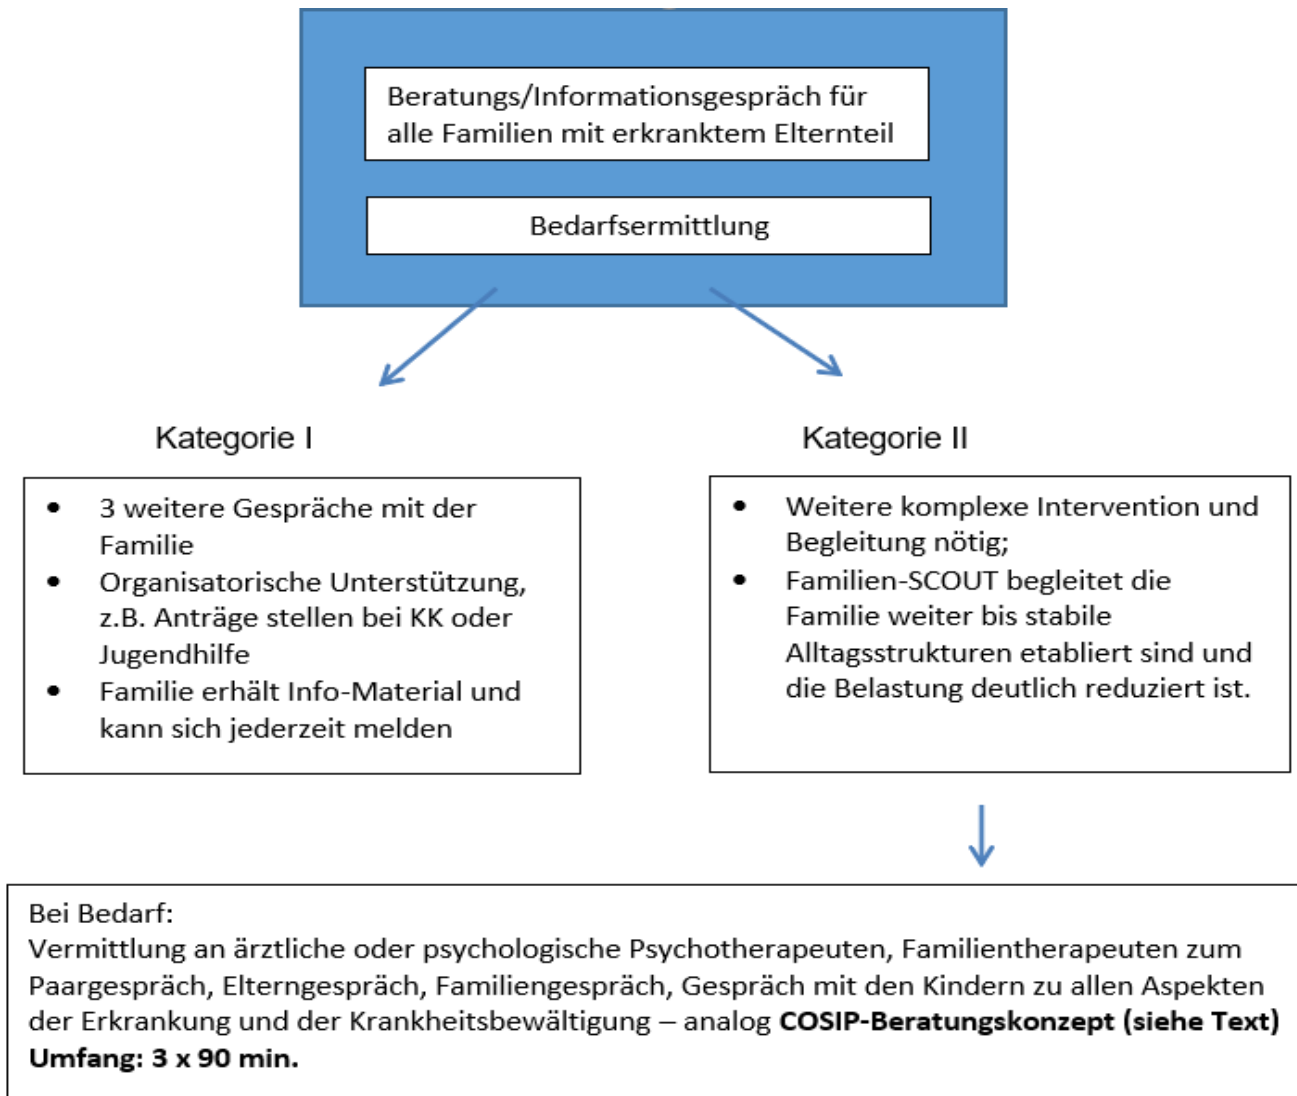 Beratungs/Informationsgespräch für
alle Familien mit erkranktem Elternteil
Bedarfsermittlung
Kategorie I
• 3 weitere Gespräche mit der
Familie
• Organisatorische Unterstützung,
z.B. Anträge stellen bei KK oder
Jugendhilfe
• Familie erhält Info-Material und
kann sich jederzeit melden
Kategorie II
• Weitere komplexe Intervention und
Begleitung nötig;
• Familien-SCOUT begleitet die
Familie weiter bis stabile
Alltagsstrukturen etabliert sind und
die Belastung deutlich reduziert ist.
Bei Bedarf:
Vermittlung an ärztliche oder psychologische Psychotherapeuten, Familientherapeuten zum
Paargespräch, Elterngespräch, Familiengespräch, Gespräch mit den Kindern zu allen Aspekten
der Erkrankung und der Krankheitsbewältigung – analog COSIP-Beratungskonzept (siehe Text)
Umfang: 3 x 90 min.